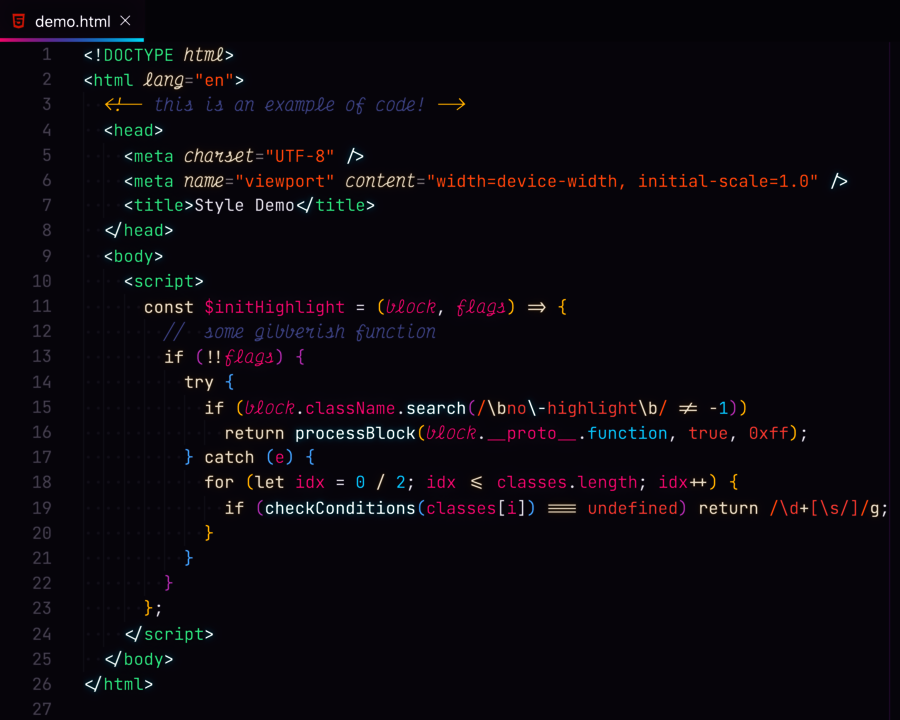 demo.html ×
1 <!DOCTYPE html>
2 <html lang="en">
3   <!-- this is an example of code! -->
4   <head>
5     <meta charset="UTF-8" />
6     <meta name="viewport" content="width=device-width, initial-scale=1.0" />
7     <title>Style Demo</title>
8   </head>
9   <body>
10     <script>
11       const $initHighlight = (block, flags) => {
12         //  some gibberish function
13         if (!!flags) {
14           try {
15             if (block.className.search(/\bno\-highlight\b/ != -1))
16               return processBlock(block.__proto__.function, true, 0xff);
17           } catch (e) {
18             for (let idx = 0 / 2; idx <= classes.length; idx++) {
19               if (checkConditions(classes[i]) === undefined) return /\d+[\s/]/g;
20             }
21           }
22         }
23       };
24     </script>
25   </body>
26 </html>
27